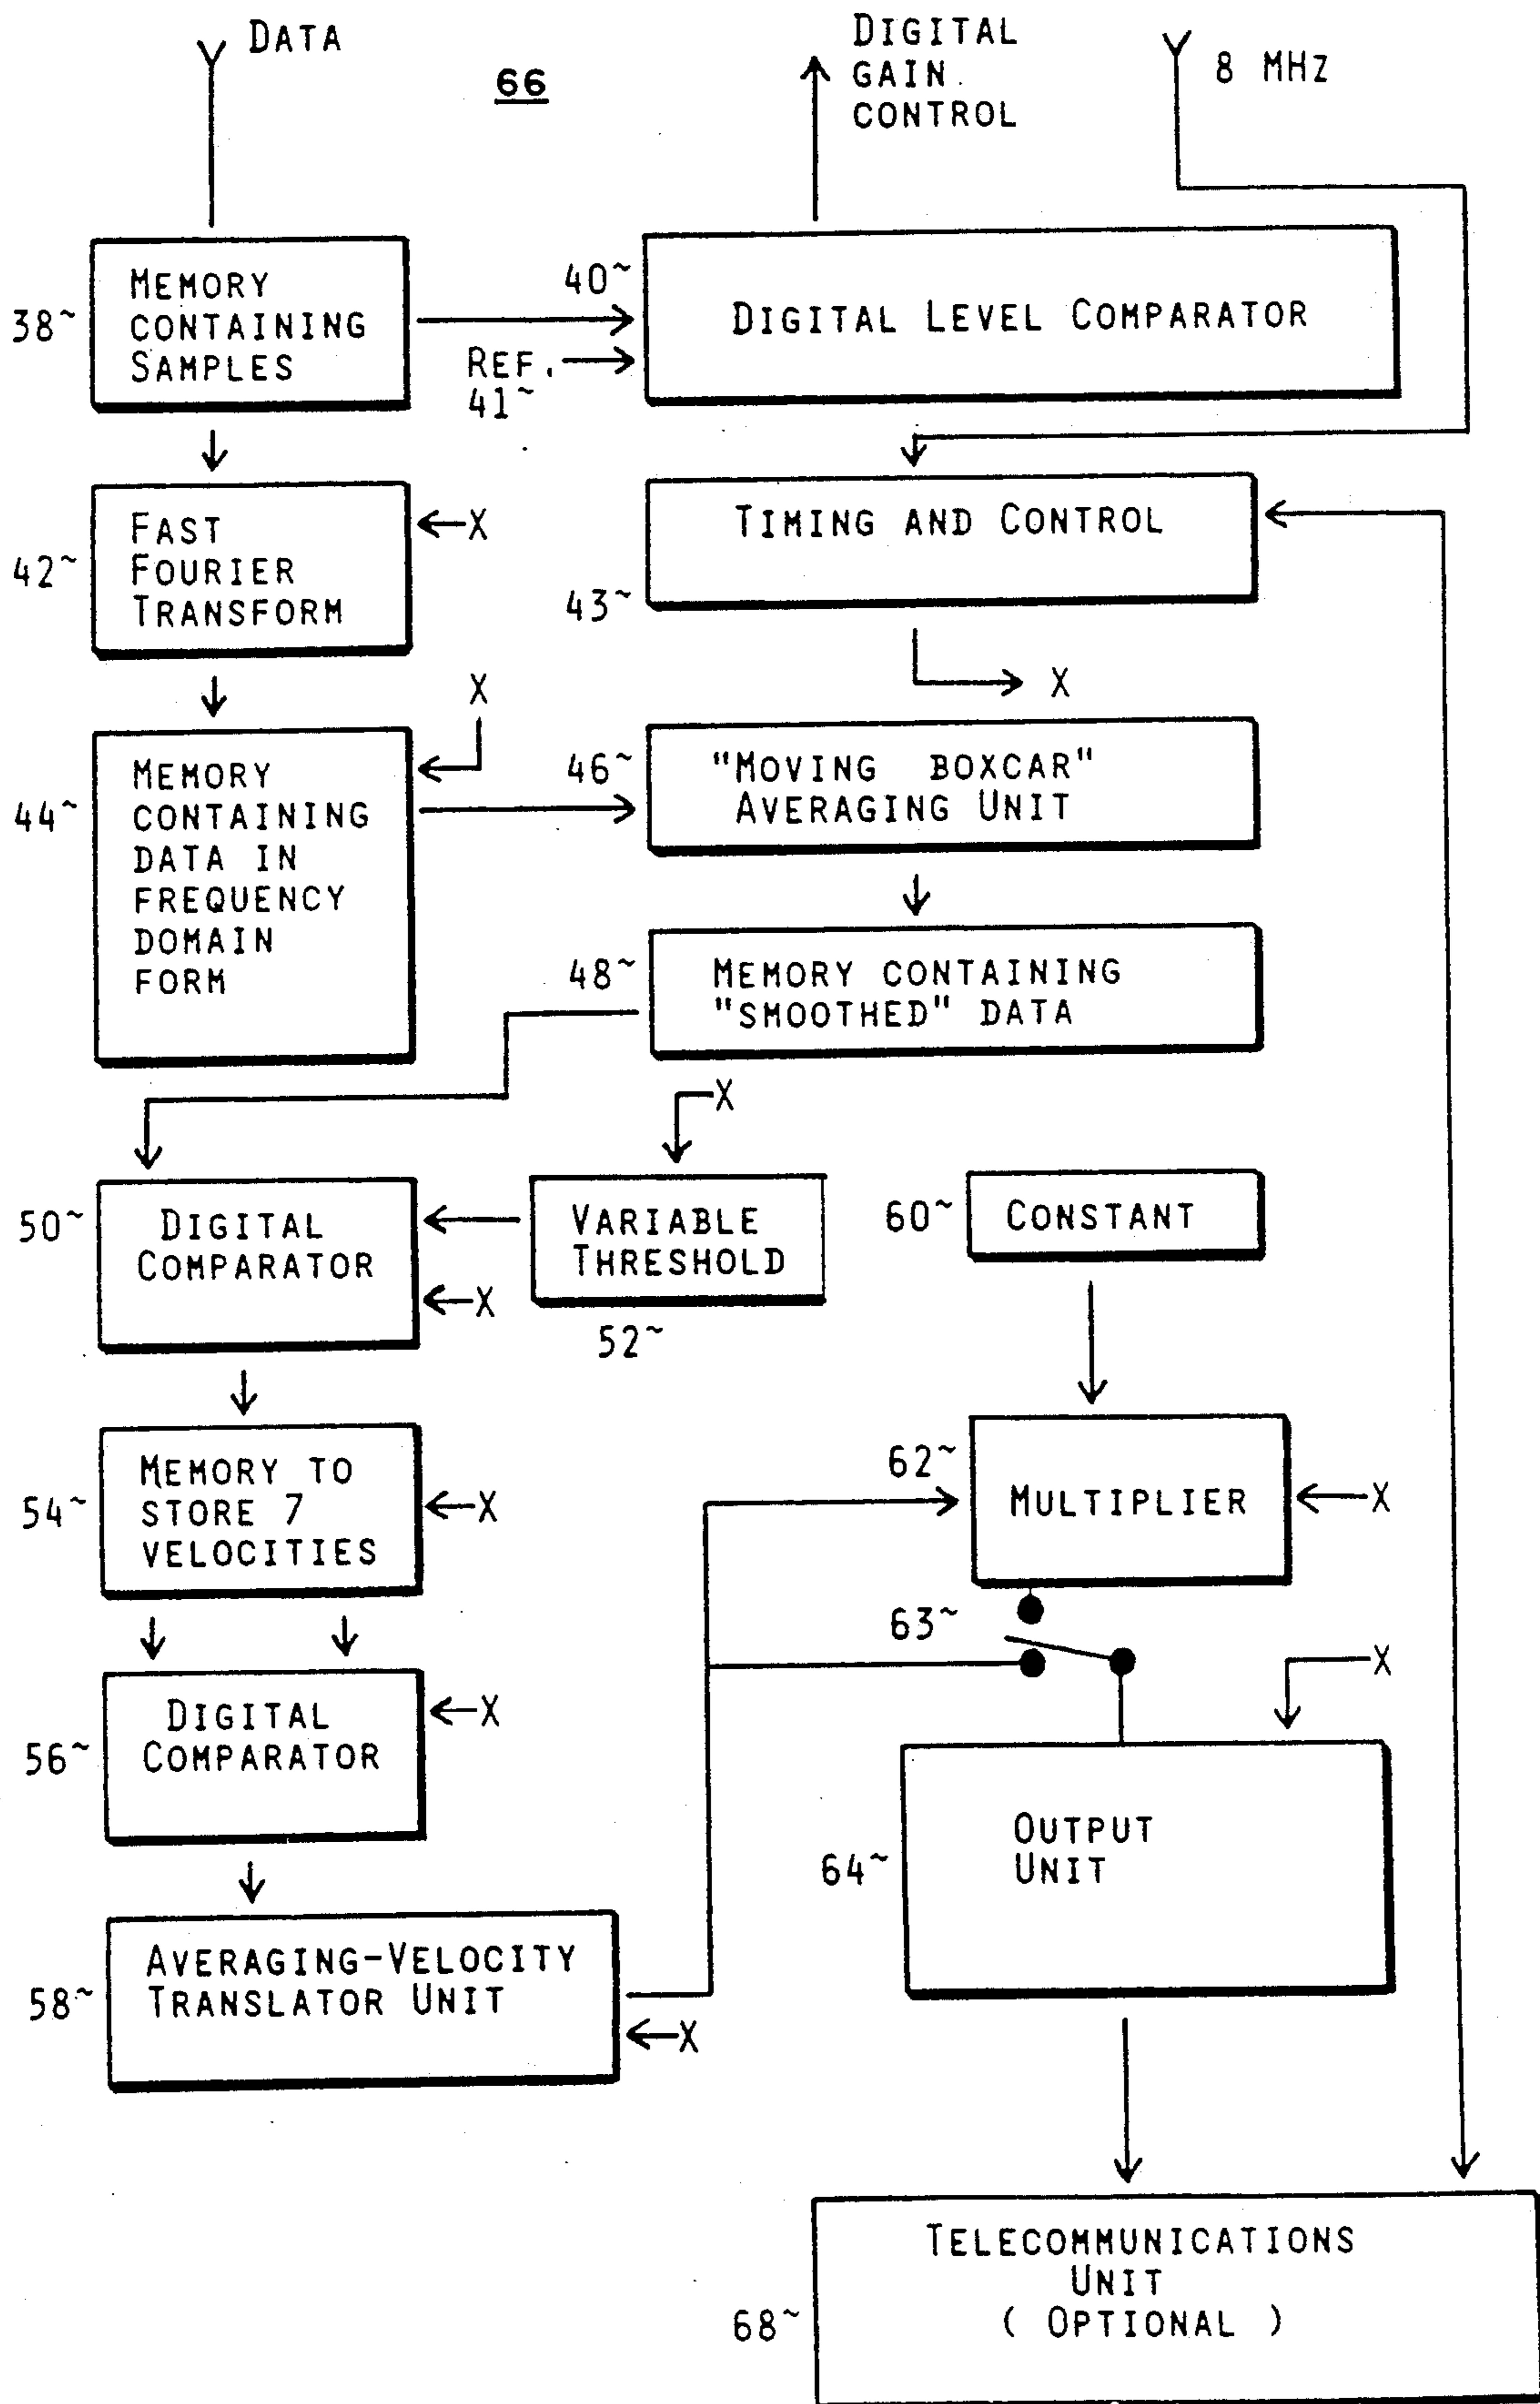 DATA
66
DIGITAL
GAIN
CONTROL
8 MHZ
38~
MEMORY
CONTAINING
SAMPLES
40~
REF.
41~
DIGITAL LEVEL COMPARATOR
42~
FAST
FOURIER
TRANSFORM
X
43~
TIMING AND CONTROL
X
X
44~
MEMORY
CONTAINING
DATA IN
FREQUENCY
DOMAIN
FORM
46~
"MOVING BOXCAR"
AVERAGING UNIT
48~
MEMORY CONTAINING
"SMOOTHED" DATA
X
50~
DIGITAL
COMPARATOR
X
VARIABLE
THRESHOLD
52~
60~
CONSTANT
54~
MEMORY TO
STORE 7
VELOCITIES
X
62~
MULTIPLIER
X
63~
X
56~
DIGITAL
COMPARATOR
X
64~
OUTPUT
UNIT
58~
AVERAGING-VELOCITY
TRANSLATOR UNIT
X
68~
TELECOMMUNICATIONS
UNIT
( OPTIONAL )